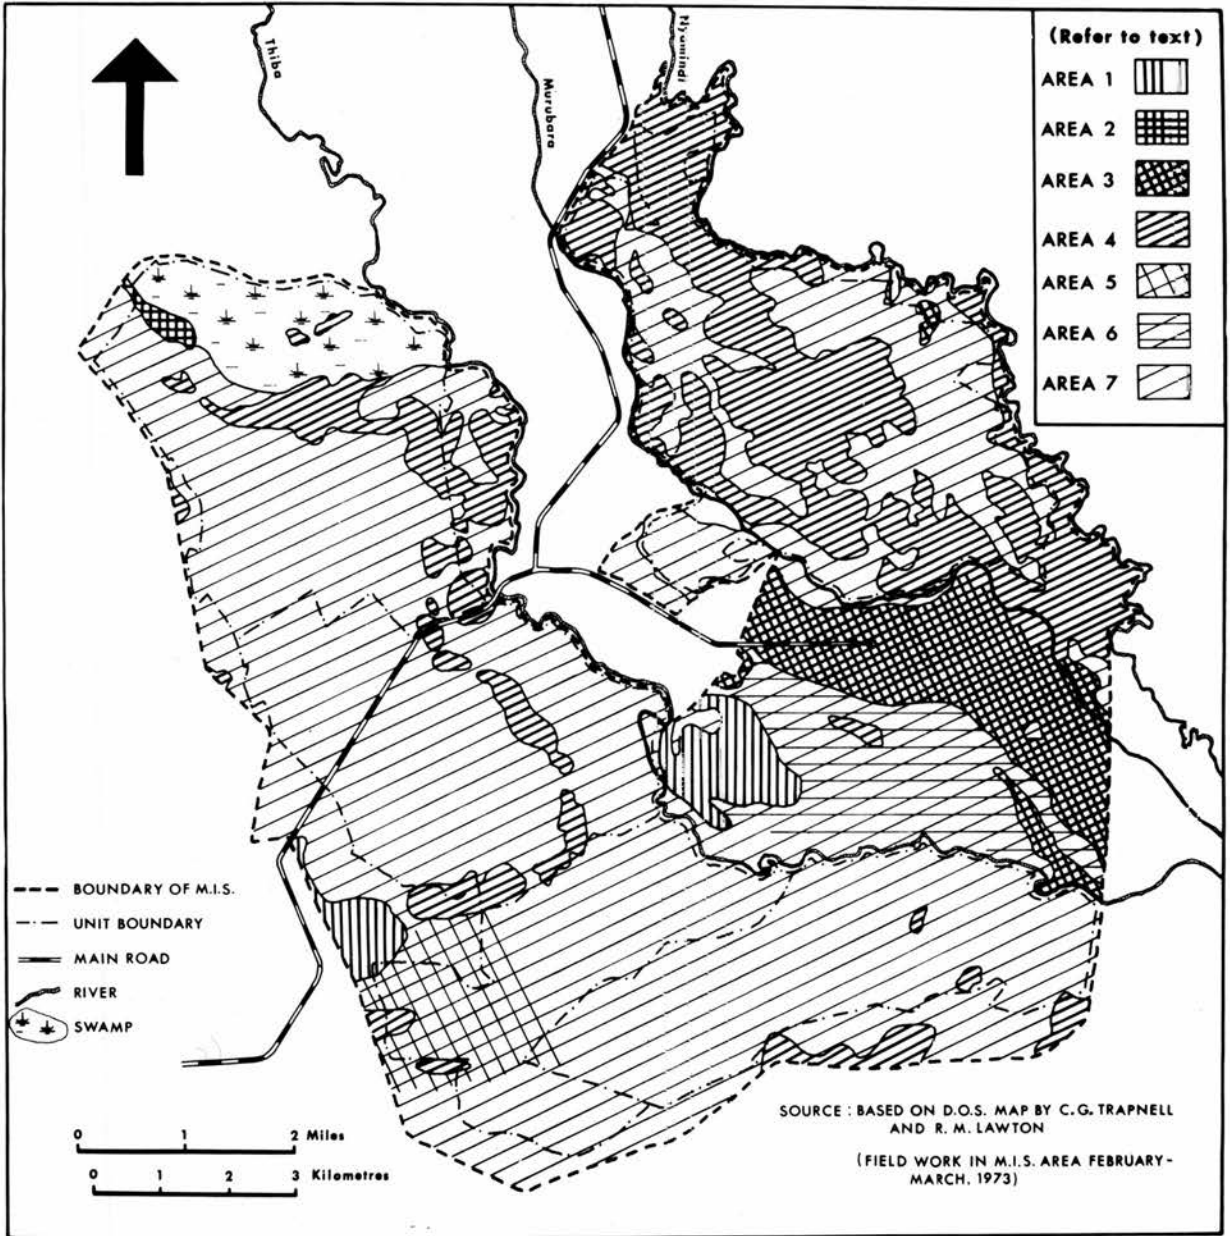 Thiba
Murubara
Nyamindi
(Refer to text)
AREA 1
AREA 2
AREA 3
AREA 4
AREA 5
AREA 6
AREA 7
BOUNDARY OF M.I.S.
UNIT BOUNDARY
MAIN ROAD
RIVER
SWAMP
0 1 2 Miles
0 1 2 3 Kilometres
SOURCE : BASED ON D.O.S. MAP BY C.G. TRAPNELL
AND R. M. LAWTON
(FIELD WORK IN M.I.S. AREA FEBRUARY-
MARCH, 1973)